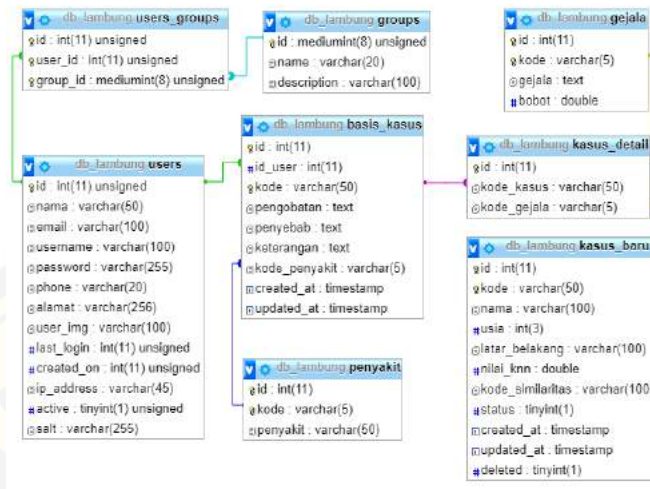 db_lambung users_groups
id : int(11) unsigned
user_id : int(11) unsigned
group_id : mediumint(8) unsigned
db_lambung groups
id : mediumint(8) unsigned
name : varchar(20)
description : varchar(100)
db_lambung gejala
id : int(11)
kode : varchar(5)
gejala : text
bobot : double
db_lambung users
id : int(11) unsigned
nama : varchar(50)
email : varchar(100)
username : varchar(100)
password : varchar(255)
phone : varchar(20)
alamat : varchar(256)
user_img : varchar(100)
last_login : int(11) unsigned
created_on : int(11) unsigned
ip_address : varchar(45)
active : tinyint(1) unsigned
salt : varchar(255)
db_lambung basis_kasus
id : int(11)
id_user : int(11)
kode : varchar(50)
pengobatan : text
penyebab : text
keterangan : text
kode_penyakit : varchar(5)
created_at : timestamp
updated_at : timestamp
db_lambung penyakit
id : int(11)
kode : varchar(5)
penyakit : varchar(50)
db_lambung kasus_detail
id : int(11)
kode_kasus : varchar(50)
kode_gejala : varchar(5)
db_lambung kasus_baru
id : int(11)
kode : varchar(50)
nama : varchar(100)
usia : int(3)
latar_belakang : varchar(100)
nilai_knn : double
kode_similaritas : varchar(100
status : tinyint(1)
created_at : timestamp
updated_at : timestamp
deleted : tinyint(1)